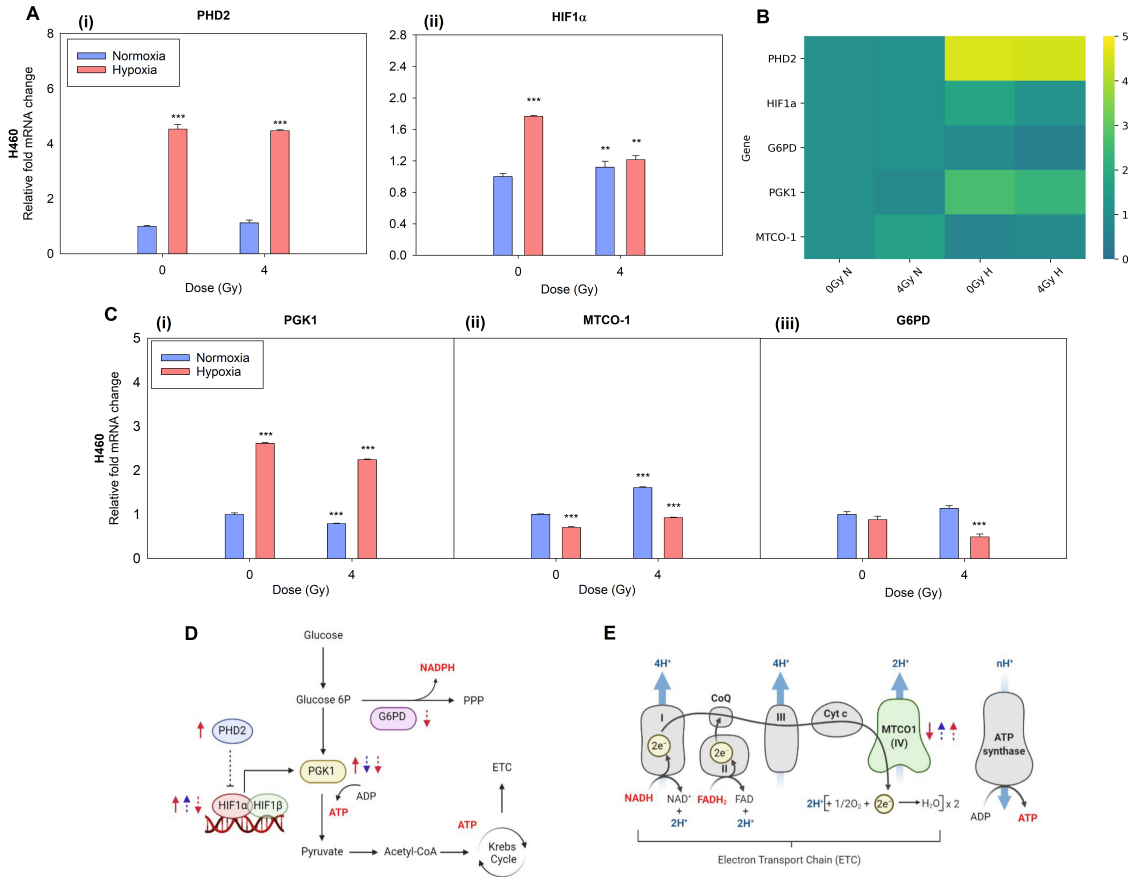 A
(i)
PHD2
H460
Relative fold mRNA change
8
6
4
2
0
Normoxia
Hypoxia
***
***
0
4
Dose (Gy)
(ii)
HIF1α
2.8
2.4
2.0
1.6
1.2
0.8
0.4
0.0
***
**
**
0
4
Dose (Gy)
B
Gene
PHD2
HIF1a
G6PD
PGK1
MTCO-1
0Gy N
4Gy N
0Gy H
4Gy H
5
4
3
2
1
0
C
(i)
PGK1
H460
Relative fold mRNA change
5
4
3
2
1
0
Normoxia
Hypoxia
***
***
***
0
4
Dose (Gy)
(ii)
MTCO-1
***
***
***
0
4
Dose (Gy)
(iii)
G6PD
***
0
4
Dose (Gy)
D
Glucose
NADPH
Glucose 6P
PPP
G6PD
PHD2
PGK1
ETC
ADP
HIF1α
HIF1β
ATP
ATP
Pyruvate
Acetyl-CoA
Krebs
Cycle
E
4H⁺
4H⁺
2H⁺
nH⁺
CoQ
I
III
Cyt c
MTCO1
(IV)
ATP
synthase
2e⁻
2e⁻
II
NADH
NAD⁺
+
2H⁺
FADH₂
FAD
+
2H⁺
2H⁺[+ 1/2O₂ + 2e⁻ → H₂O] x 2
ADP
ATP
Electron Transport Chain (ETC)